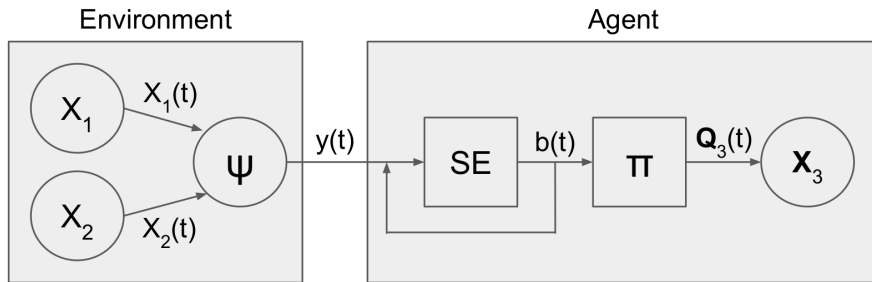 Environment
Agent
X₁
X₁(t)
X₂
X₂(t)
Ψ
y(t)
SE
b(t)
π
Q₃(t)
X₃